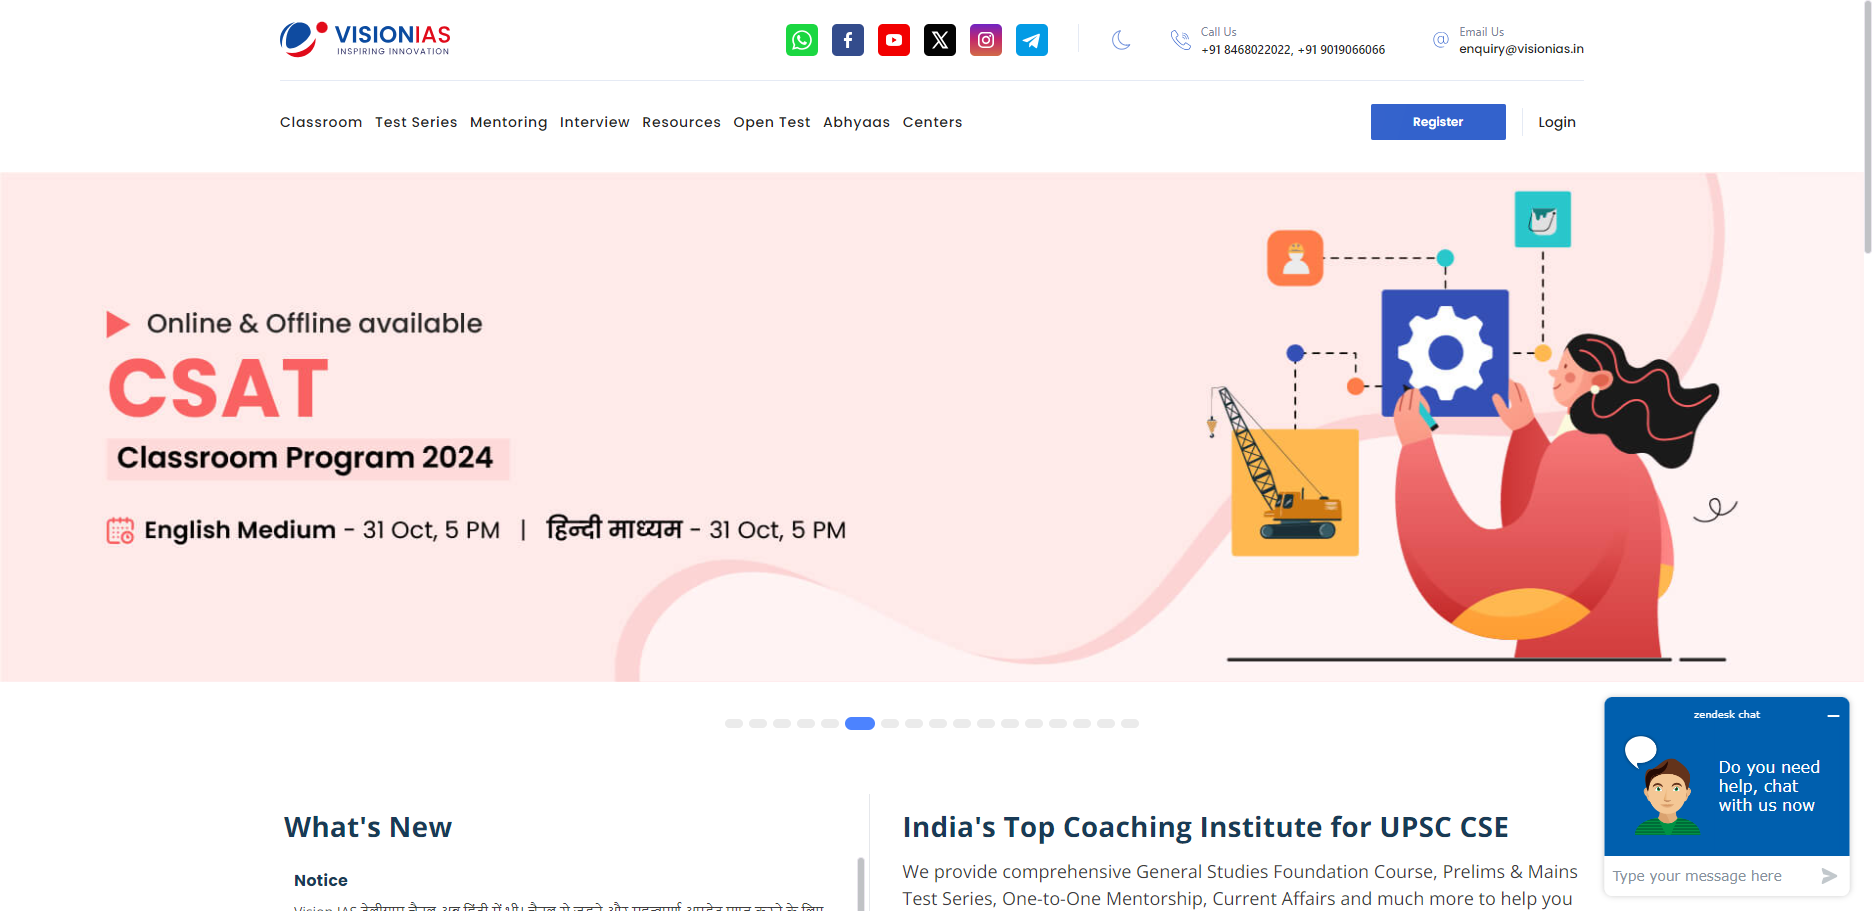 VISIONIAS
INSPIRING INNOVATION
Call Us
+91 8468022022, +91 9019066066
Email Us
enquiry@visionias.in
Classroom Test Series Mentoring Interview Resources Open Test Abhyaas Centers
Register
Login
Online & Offline available
CSAT
Classroom Program 2024
English Medium - 31 Oct, 5 PM | हिन्दी माध्यम - 31 Oct, 5 PM
What's New
Notice
India's Top Coaching Institute for UPSC CSE
We provide comprehensive General Studies Foundation Course, Prelims & Mains
Test Series, One-to-One Mentorship, Current Affairs and much more to help you
zendesk chat
Do you need
help, chat
with us now
Type your message here